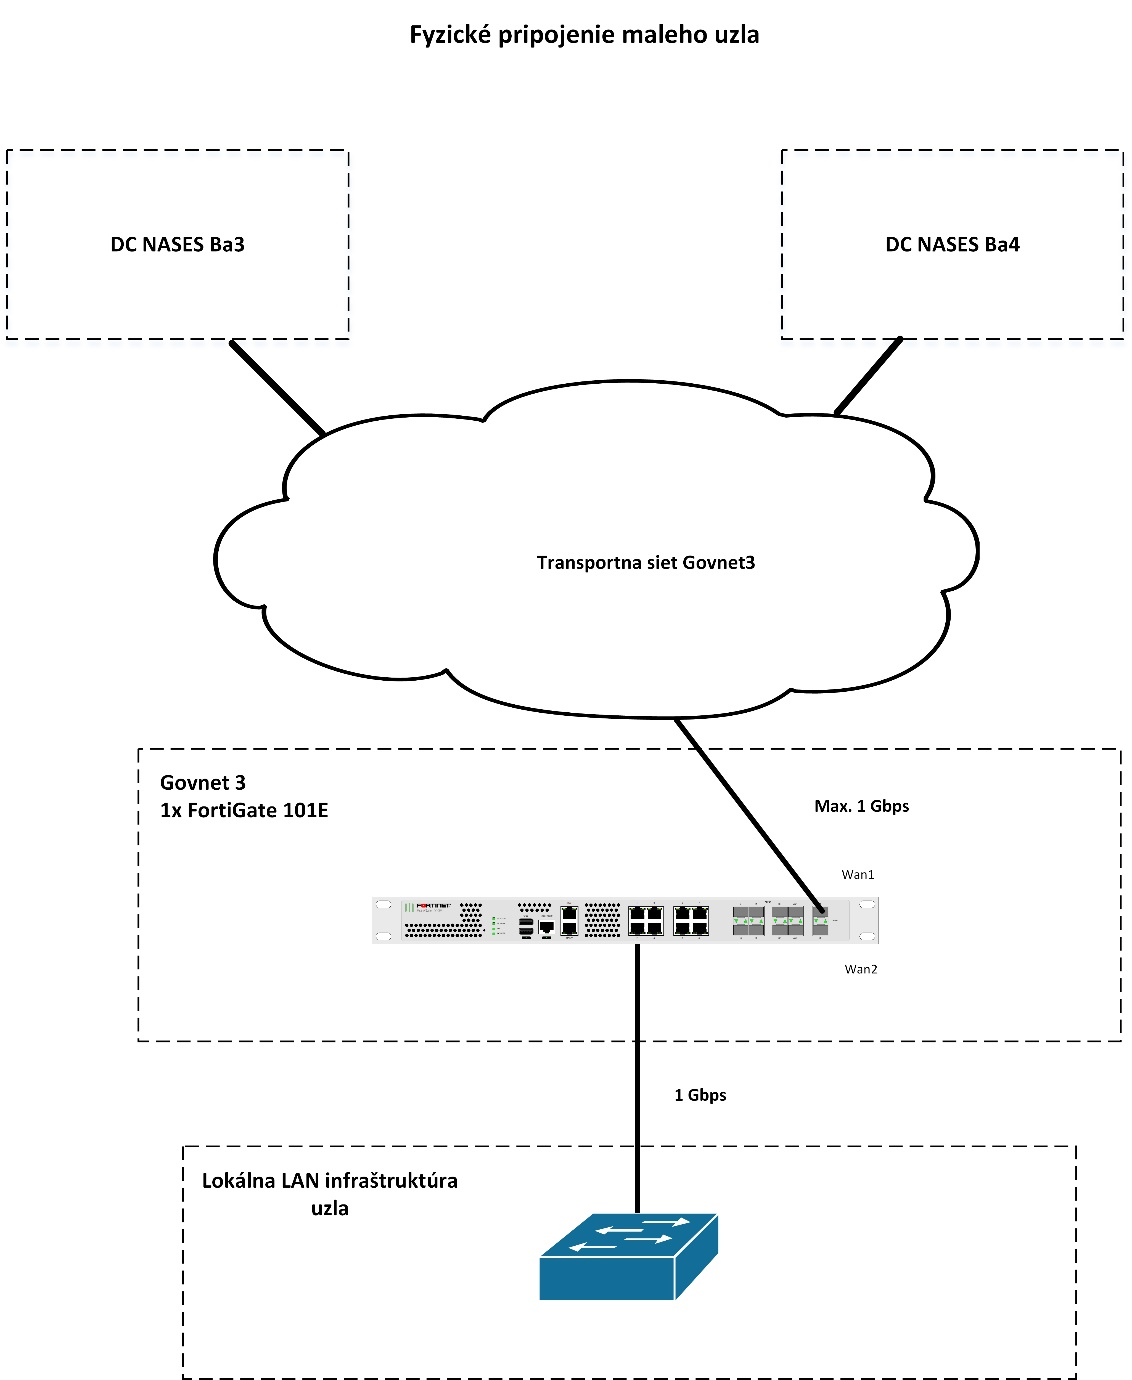 Fyzické pripojenie maleho uzla
DC NASES Ba3
DC NASES Ba4
Transportna siet Govnet3
Govnet 3
1x FortiGate 101E
Max. 1 Gbps
Wan1
FORTINET
Wan2
1 Gbps
Lokálna LAN infraštruktúra
uzla